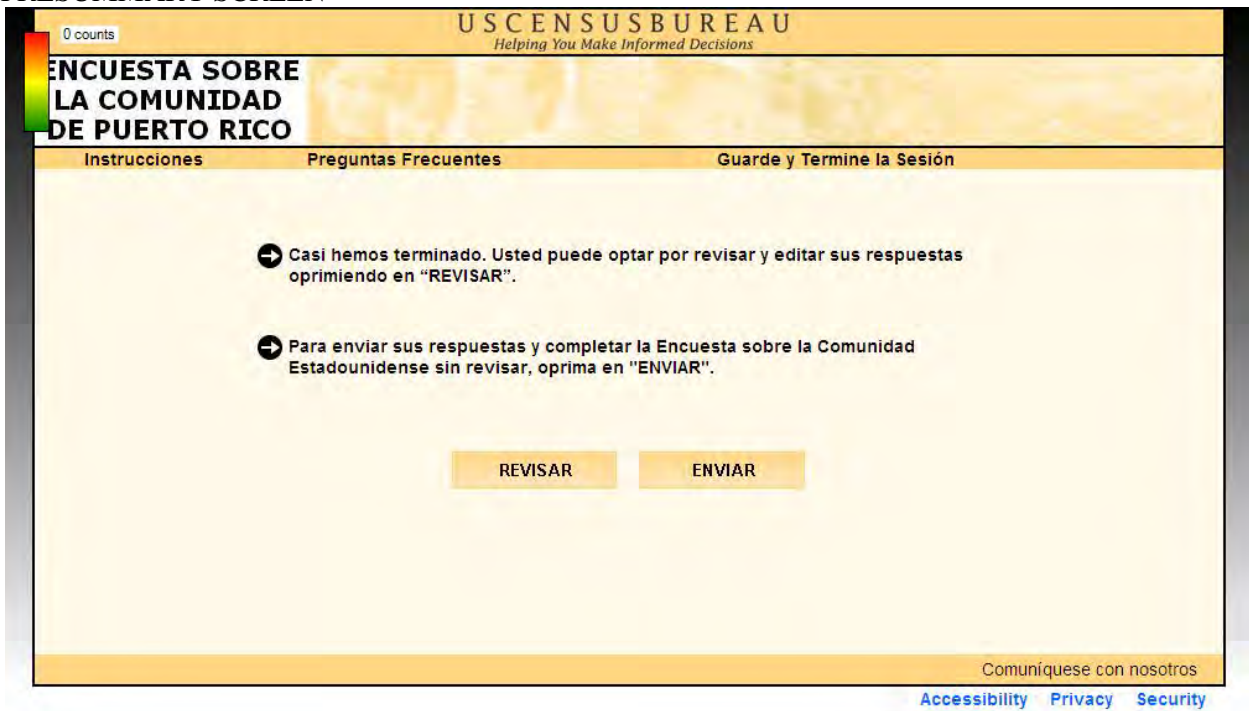 PRESUMMARY SCREEN
0 counts
USCENSUSBUREAU
Helping You Make Informed Decisions
ENCUESTA SOBRE
LA COMUNIDAD
DE PUERTO RICO
Instrucciones Preguntas Frecuentes Guarde y Termine la Sesión
Casi hemos terminado. Usted puede optar por revisar y editar sus respuestas
oprimiendo en “REVISAR”.
Para enviar sus respuestas y completar la Encuesta sobre la Comunidad
Estadounidense sin revisar, oprima en "ENVIAR".
REVISAR ENVIAR
Comuníquese con nosotros
Accessibility Privacy Security